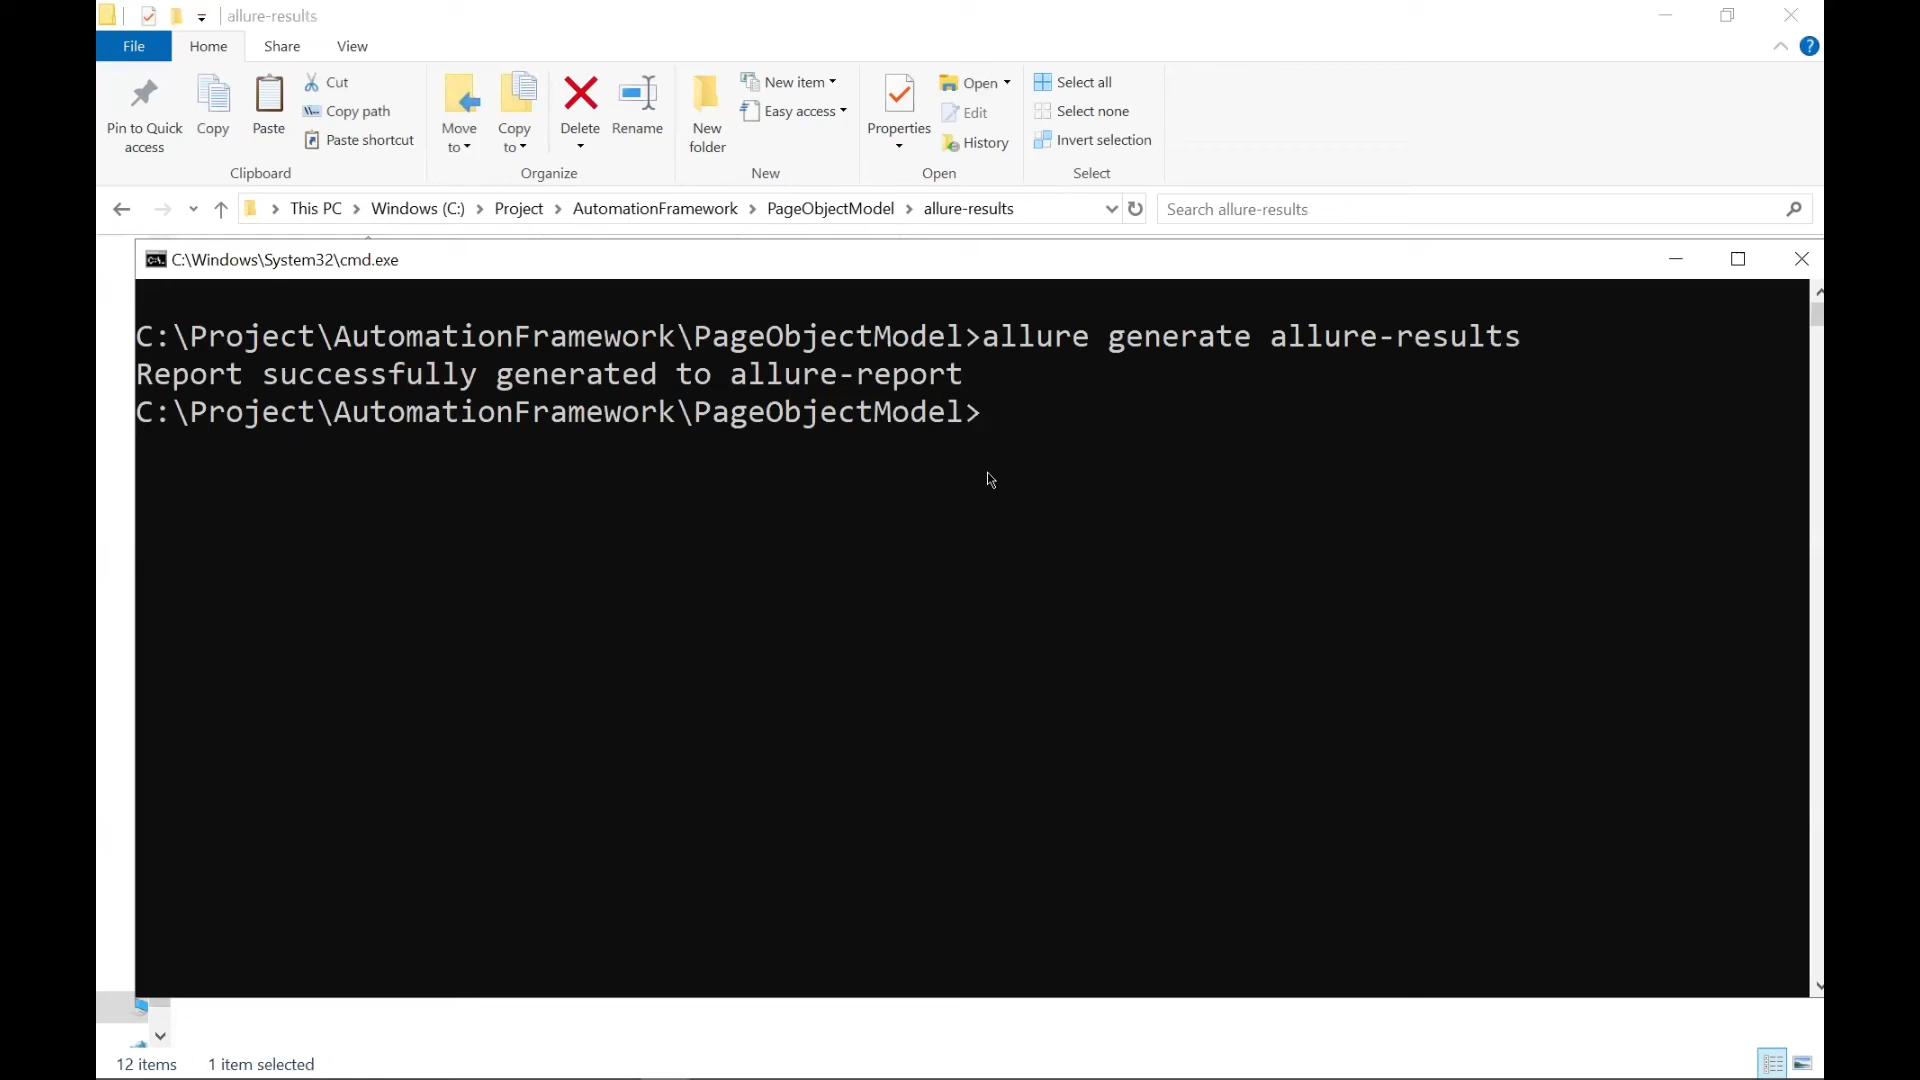 allure-results
File Home Share View
?
Pin to Quick access
Copy
Paste
Cut
Copy path
Paste shortcut
Clipboard
Move to
Copy to
Delete
Rename
Organize
New folder
New item
Easy access
New
Properties
Open
Edit
History
Open
Select all
Select none
Invert selection
Select
This PC > Windows (C:) > Project > AutomationFramework > PageObjectModel > allure-results
Search allure-results
C:\Windows\System32\cmd.exe
C:\Project\AutomationFramework\PageObjectModel>allure generate allure-results
Report successfully generated to allure-report
C:\Project\AutomationFramework\PageObjectModel>
12 items 1 item selected